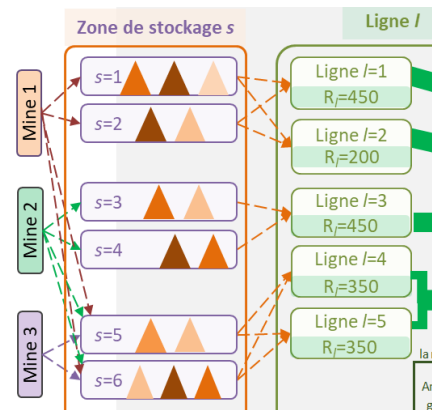 Zone de stockage s
Ligne l
Mine 1
Mine 2
Mine 3
s=1
s=2
s=3
s=4
s=5
s=6
Ligne l=1
Rₗ=450
Ligne l=2
Rₗ=200
Ligne l=3
Rₗ=450
Ligne l=4
Rₗ=350
Ligne l=5
Rₗ=350
la